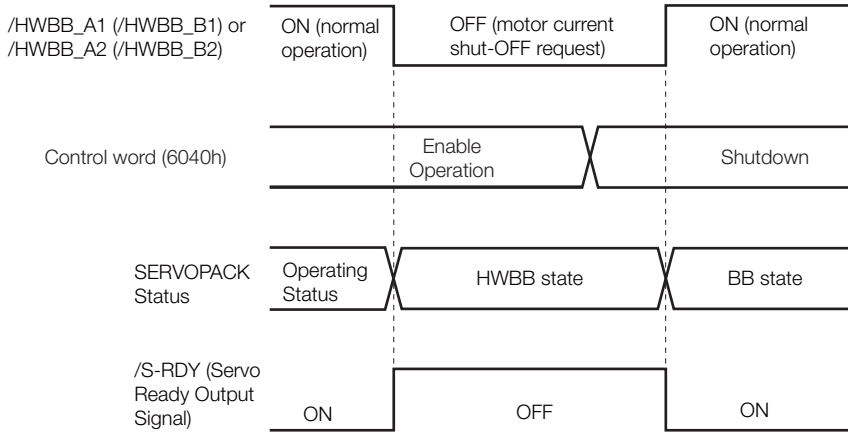 /HWBB_A1 (/HWBB_B1) or
/HWBB_A2 (/HWBB_B2)
ON (normal
operation)
OFF (motor current
shut-OFF request)
ON (normal
operation)
Control word (6040h)
Enable
Operation
Shutdown
SERVOPACK
Status
Operating
Status
HWBB state
BB state
/S-RDY (Servo
Ready Output
Signal)
ON
OFF
ON